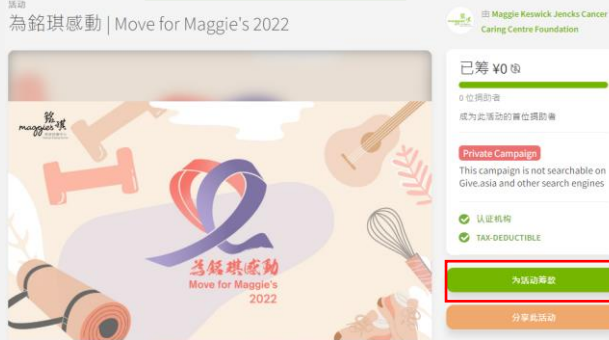 活动
為銘琪感動 | Move for Maggie's 2022
由 Maggie Keswick Jencks Cancer
Caring Centre Foundation
已筹 ¥0
0 位捐助者
成为此活动的首位捐助者
Private Campaign
This campaign is not searchable on
Give.asia and other search engines
认证机构
TAX-DEDUCTIBLE
为活动筹款
分享此活动
maggie's 銘琪
為銘琪感動
Move for Maggie's
2022